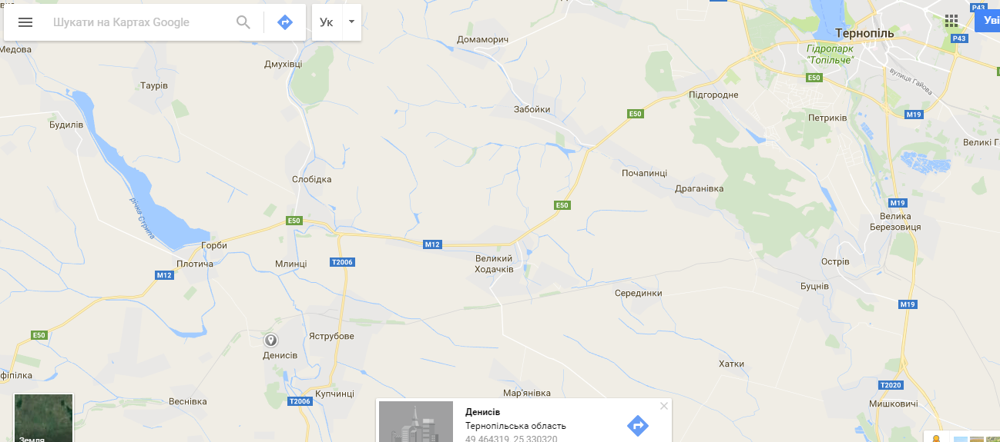 Шукати на Картах Google
Ук
Р43
Уві
Тернопіль
Р43
Домаморич
Медова
Гідропарк
"Топільче"
Дмухівці
E50
вулиця Гайова
Таурів
Підгородне
Забойки
E50
M19
Петриків
Будилів
Великі Г
Почапинці
Слобідка
Драганівка
річка Стрипа
E50
M19
E50
Велика
Березовиця
Горби
M12
Плотича
Млинці
T2006
Великий
Ходачків
Острів
M12
Буцнів
Серединки
M19
E50
Яструбове
Денисів
Хатки
фіпілка
T2020
Купчинці
Мар'янівка
Веснівка
T2006
Мишковичі
Денисів
Тернопільська область
49.464319, 25.330320
Земля